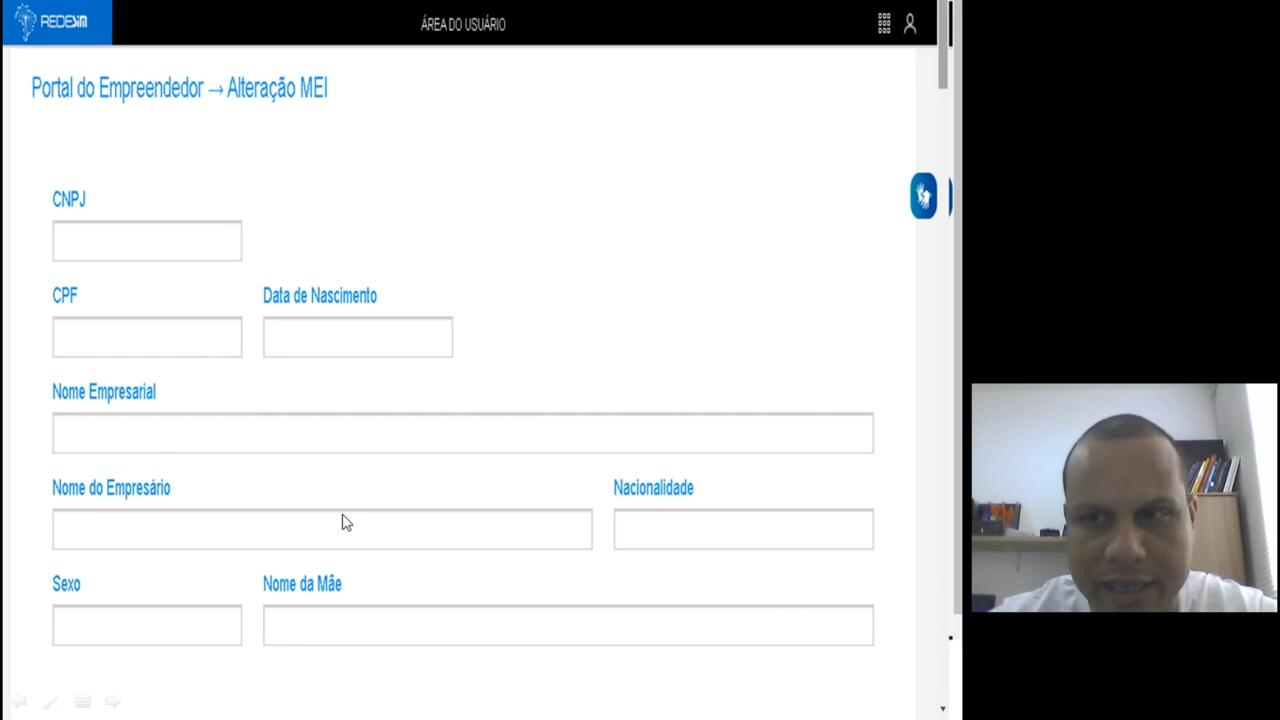 REDESIM
ÁREA DO USUÁRIO
Portal do Empreendedor → Alteração MEI
CNPJ
CPF Data de Nascimento
Nome Empresarial
Nome do Empresário Nacionalidade
Sexo Nome da Mãe